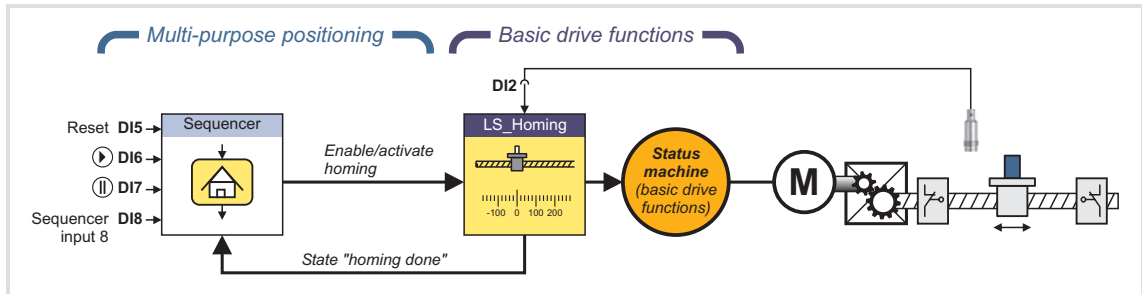 Multi-purpose positioning
Basic drive functions
DI2
Reset DI5
DI6
DI7
Sequencer DI8
input 8
Sequencer
Enable/activate
homing
LS_Homing
-100 0 100 200
Status
machine
(basic drive
functions)
M
State "homing done"